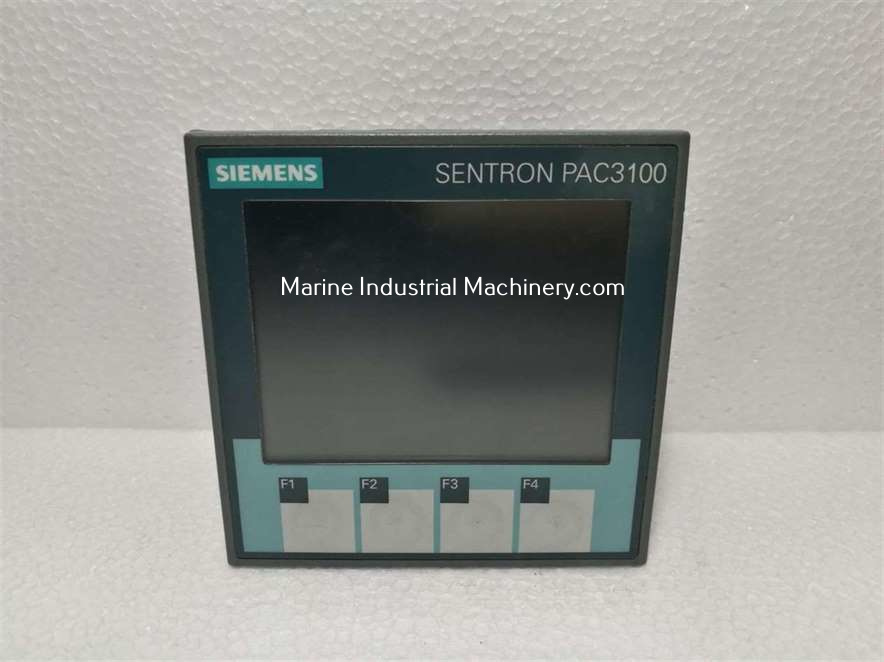 SIEMENS
SENTRON PAC3100
Marine Industrial Machinery.com
F1 F2 F3 F4